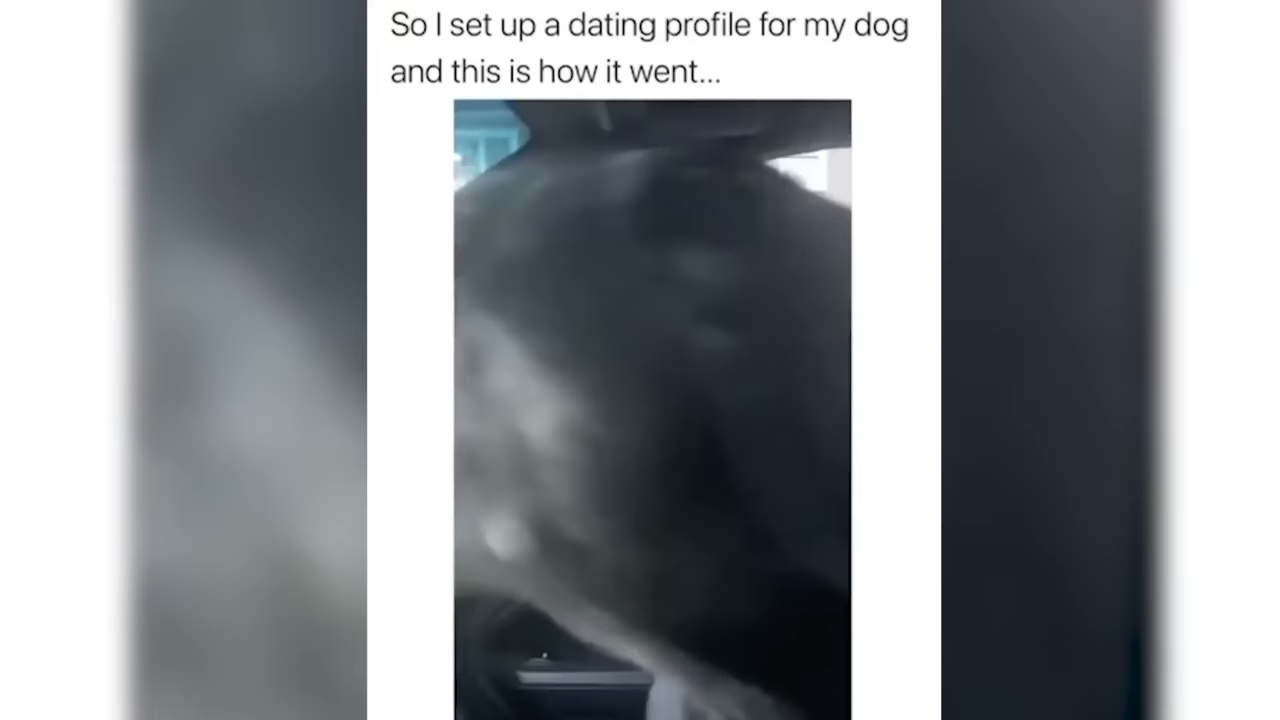 So I set up a dating profile for my dog
and this is how it went...